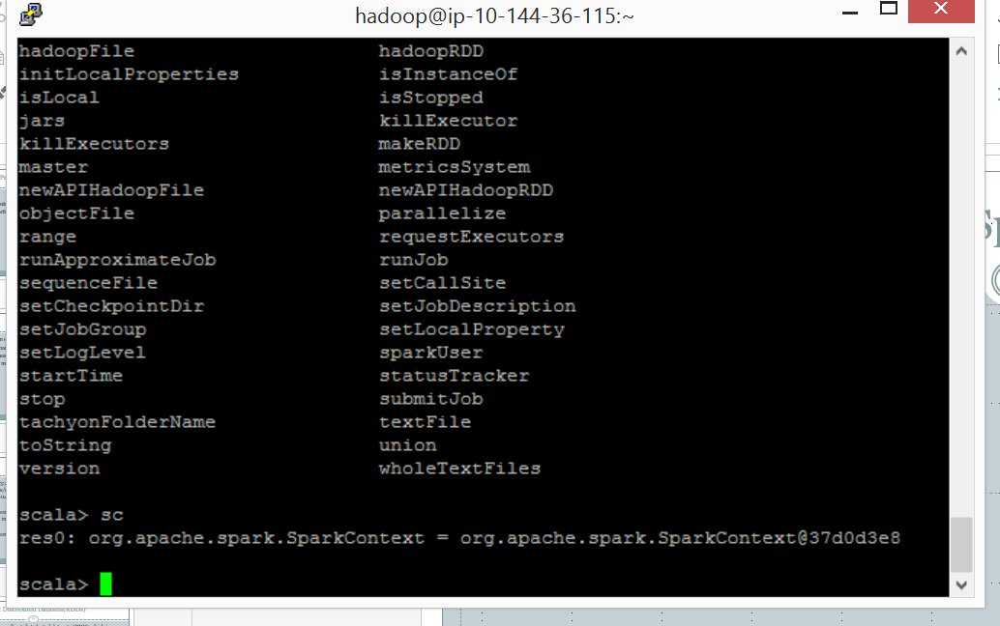 hadoop@ip-10-144-36-115:~
hadoopFile hadoopRDD
initLocalProperties isInstanceOf
isLocal isStopped
jars killExecutor
killExecutors makeRDD
master metricsSystem
newAPIHadoopFile newAPIHadoopRDD
objectFile parallelize
range requestExecutors
runApproximateJob runJob
sequenceFile setCallSite
setCheckpointDir setJobDescription
setJobGroup setLocalProperty
setLogLevel sparkUser
startTime statusTracker
stop submitJob
tachyonFolderName textFile
toString union
version wholeTextFiles
scala> sc
res0: org.apache.spark.SparkContext = org.apache.spark.SparkContext@37d0d3e8
scala>
Distributed Datasets(RDDs)